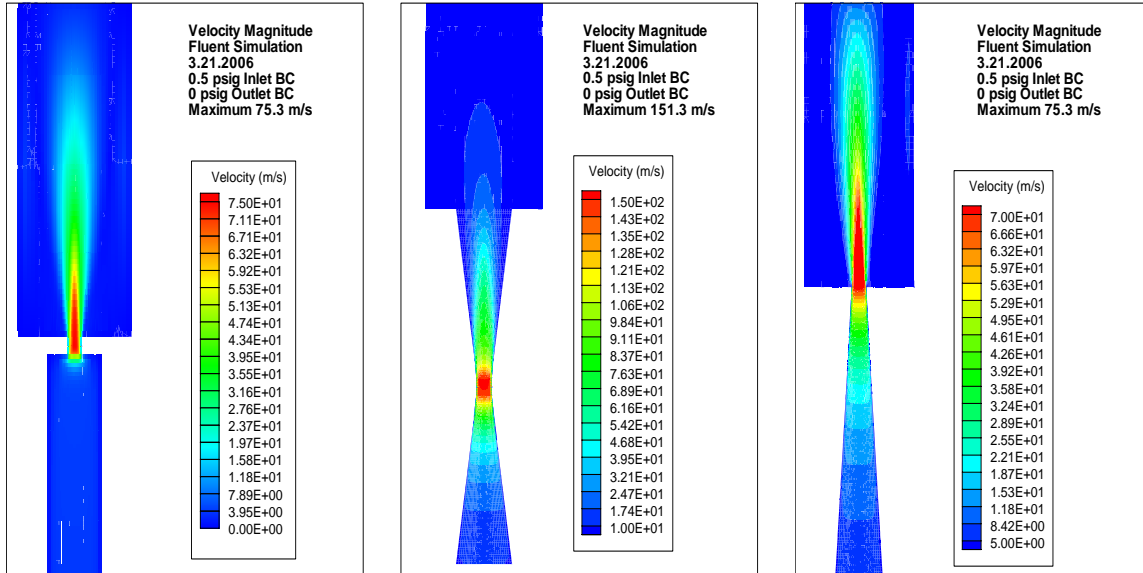 Velocity Magnitude
Fluent Simulation
3.21.2006
0.5 psig Inlet BC
0 psig Outlet BC
Maximum 75.3 m/s
Velocity (m/s)
7.50E+01
7.11E+01
6.71E+01
6.32E+01
5.92E+01
5.53E+01
5.13E+01
4.74E+01
4.34E+01
3.95E+01
3.55E+01
3.16E+01
2.76E+01
2.37E+01
1.97E+01
1.58E+01
1.18E+01
7.89E+00
3.95E+00
0.00E+00
Velocity Magnitude
Fluent Simulation
3.21.2006
0.5 psig Inlet BC
0 psig Outlet BC
Maximum 151.3 m/s
Velocity (m/s)
1.50E+02
1.43E+02
1.35E+02
1.28E+02
1.21E+02
1.13E+02
1.06E+02
9.84E+01
9.11E+01
8.37E+01
7.63E+01
6.89E+01
6.16E+01
5.42E+01
4.68E+01
3.95E+01
3.21E+01
2.47E+01
1.74E+01
1.00E+01
Velocity Magnitude
Fluent Simulation
3.21.2006
0.5 psig Inlet BC
0 psig Outlet BC
Maximum 75.3 m/s
Velocity (m/s)
7.00E+01
6.66E+01
6.32E+01
5.97E+01
5.63E+01
5.29E+01
4.95E+01
4.61E+01
4.26E+01
3.92E+01
3.58E+01
3.24E+01
2.89E+01
2.55E+01
2.21E+01
1.87E+01
1.53E+01
1.18E+01
8.42E+00
5.00E+00